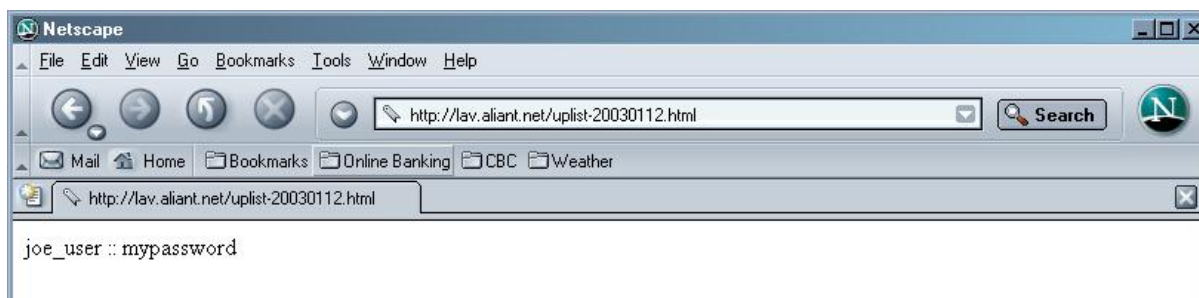 Netscape
File Edit View Go Bookmarks Tools Window Help
http://lav.aliant.net/uplist-20030112.html Search N
Mail Home Bookmarks Online Banking CBC Weather
http://lav.aliant.net/uplist-20030112.html
joe_user :: mypassword